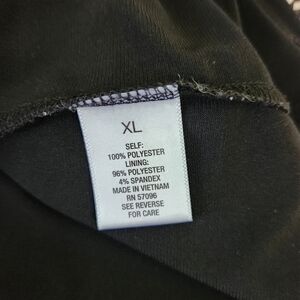 XL
SELF:
100% POLYESTER
LINING:
96% POLYESTER
4% SPANDEX
MADE IN VIETNAM
RN 57096
SEE REVERSE
FOR CARE